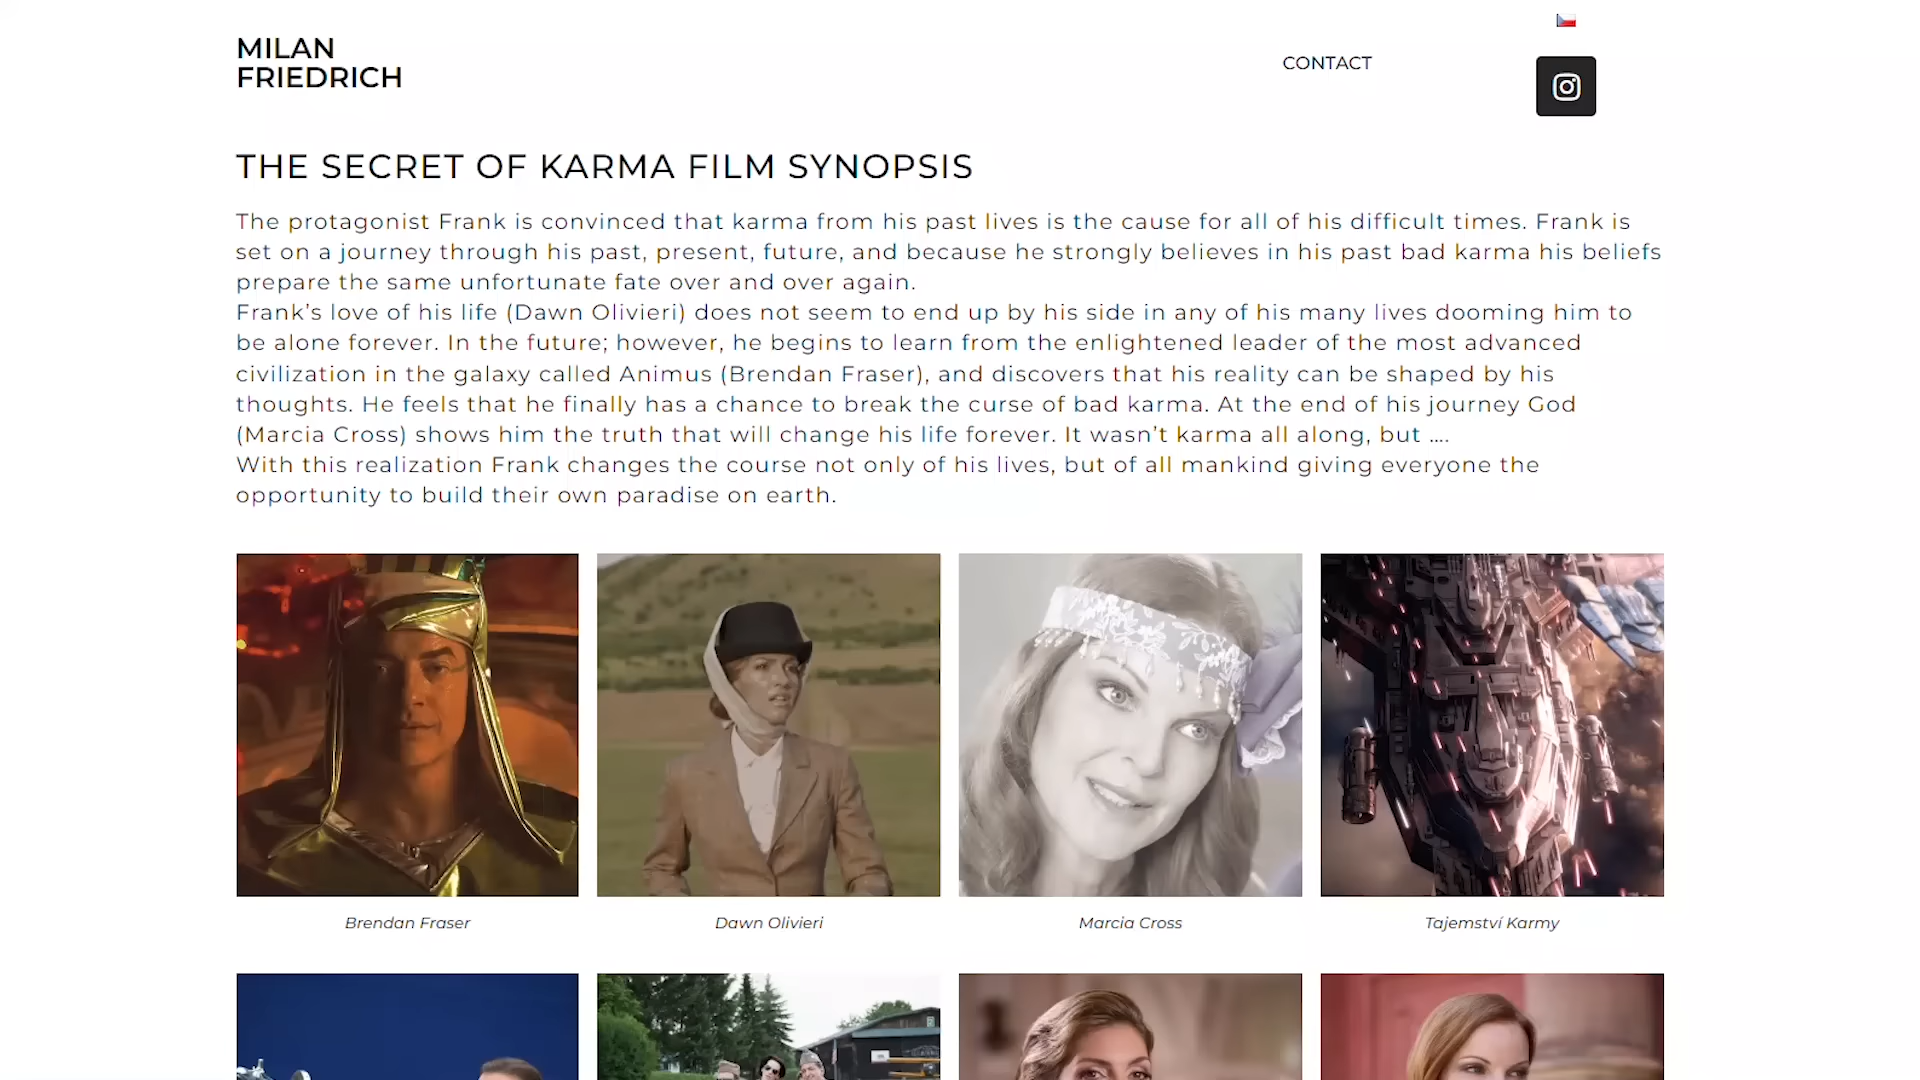 MILAN
FRIEDRICH
CONTACT
THE SECRET OF KARMA FILM SYNOPSIS
The protagonist Frank is convinced that karma from his past lives is the cause for all of his difficult times. Frank is
set on a journey through his past, present, future, and because he strongly believes in his past bad karma his beliefs
prepare the same unfortunate fate over and over again.
Frank’s love of his life (Dawn Olivieri) does not seem to end up by his side in any of his many lives dooming him to
be alone forever. In the future; however, he begins to learn from the enlightened leader of the most advanced
civilization in the galaxy called Animus (Brendan Fraser), and discovers that his reality can be shaped by his
thoughts. He feels that he finally has a chance to break the curse of bad karma. At the end of his journey God
(Marcia Cross) shows him the truth that will change his life forever. It wasn’t karma all along, but ….
With this realization Frank changes the course not only of his lives, but of all mankind giving everyone the
opportunity to build their own paradise on earth.
Brendan Fraser
Dawn Olivieri
Marcia Cross
Tajemství Karmy